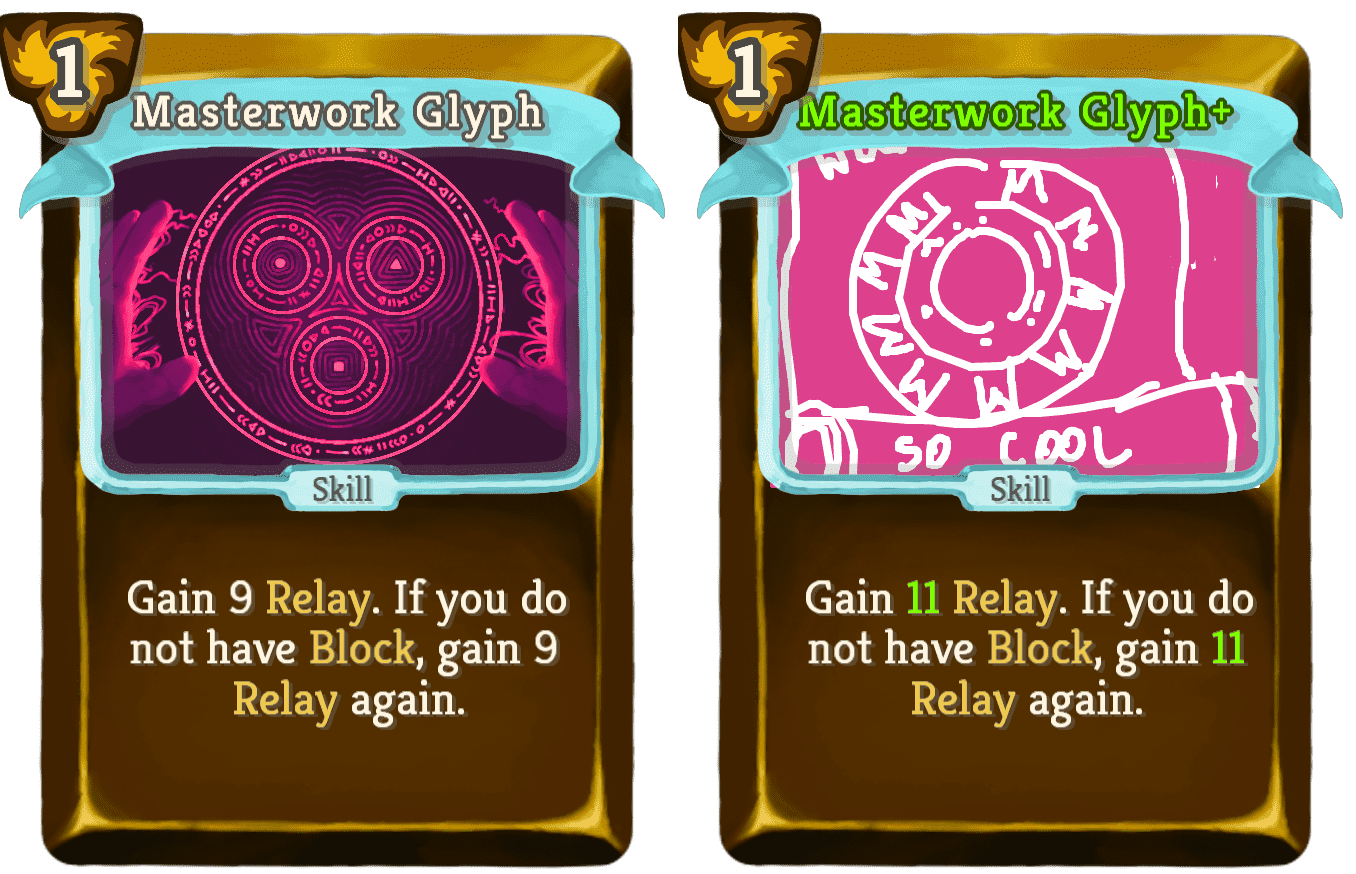 1
Masterwork Glyph
Skill
Gain 9 Relay. If you do
not have Block, gain 9
Relay again.
1
Masterwork Glyph+
M M M M M M M M M
SO COOL
Skill
Gain 11 Relay. If you do
not have Block, gain 11
Relay again.